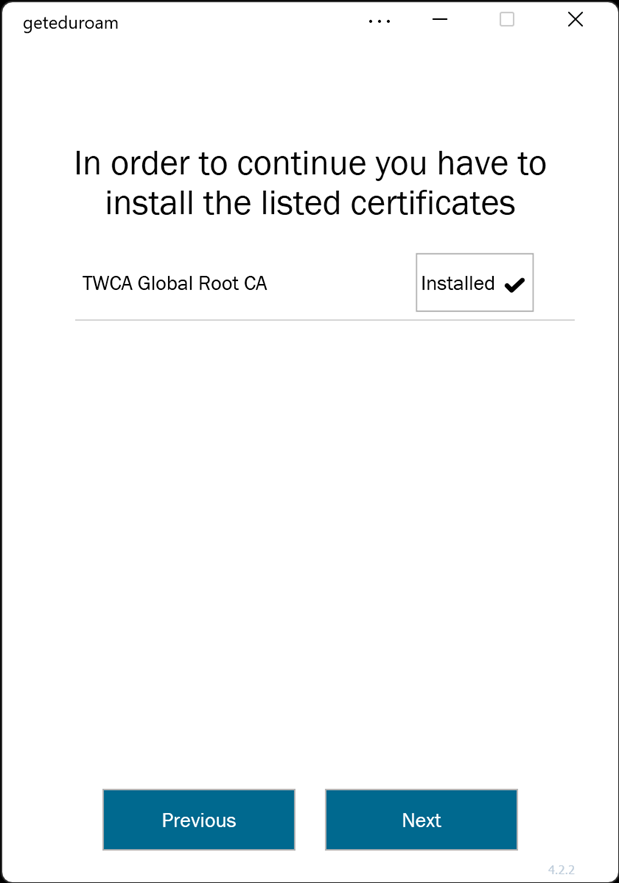 geteduroam
In order to continue you have to
install the listed certificates
TWCA Global Root CA
Installed
Previous
Next
4.2.2